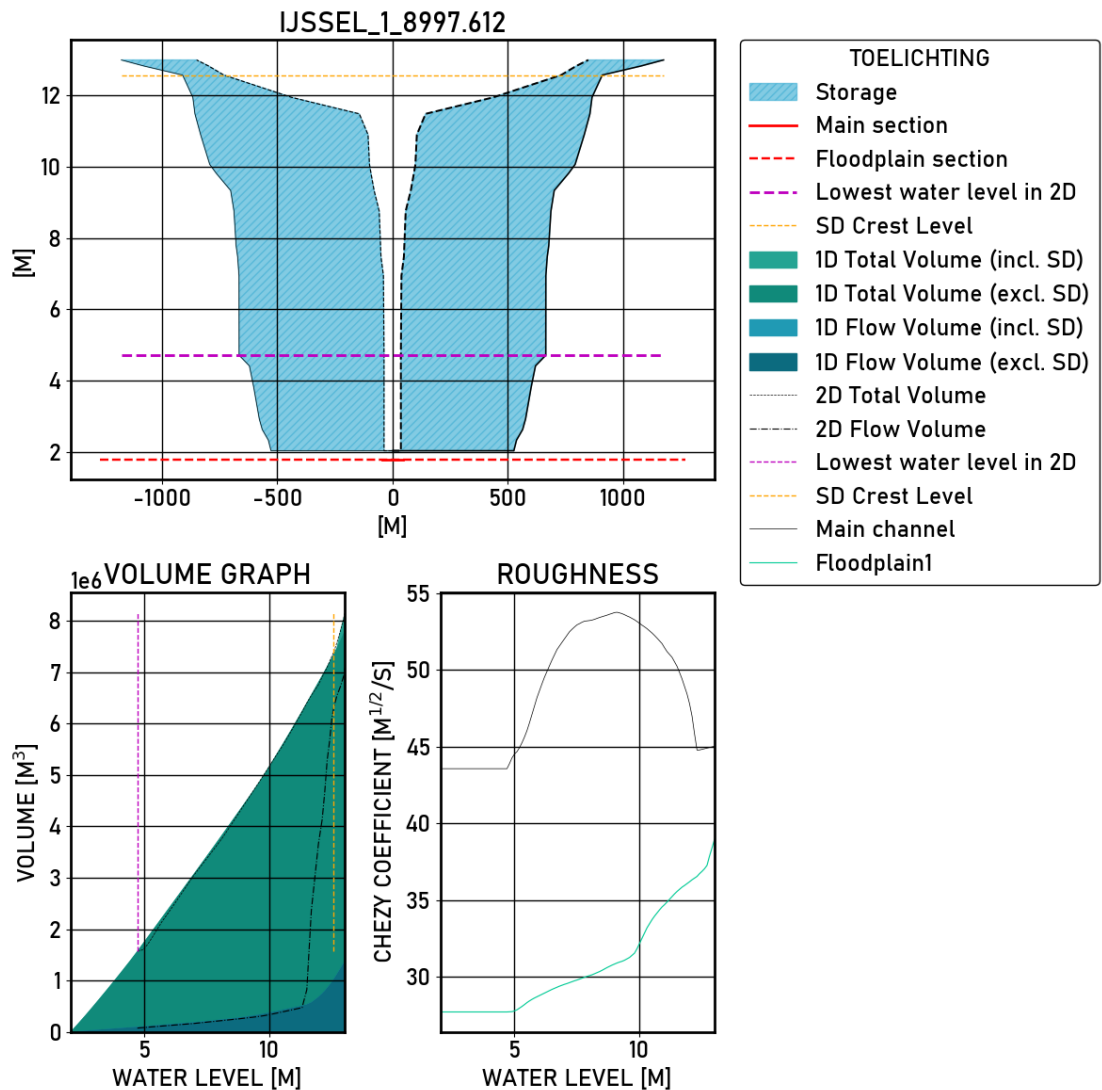 IJSSEL_1_8997.612
[M]
12
10
8
6
4
2
-1000
-500
0
500
1000
[M]
TOELICHTING
Storage
Main section
Floodplain section
Lowest water level in 2D
SD Crest Level
1D Total Volume (incl. SD)
1D Total Volume (excl. SD)
1D Flow Volume (incl. SD)
1D Flow Volume (excl. SD)
2D Total Volume
2D Flow Volume
Lowest water level in 2D
SD Crest Level
Main channel
Floodplain1
1e6
VOLUME GRAPH
VOLUME [M³]
8
7
6
5
4
3
2
1
0
5
10
WATER LEVEL [M]
ROUGHNESS
CHEZY COEFFICIENT [M^1/2/S]
55
50
45
40
35
30
5
10
WATER LEVEL [M]